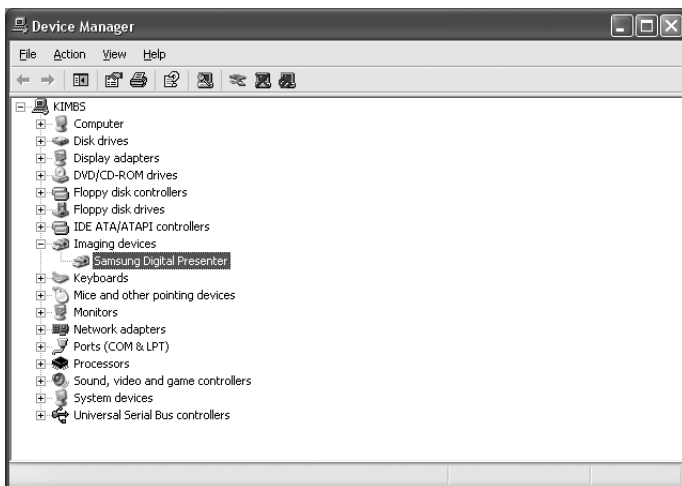 Device Manager
File Action View Help
KIMBS
Computer
Disk drives
Display adapters
DVD/CD-ROM drives
Floppy disk controllers
Floppy disk drives
IDE ATA/ATAPI controllers
Imaging devices
Samsung Digital Presenter
Keyboards
Mice and other pointing devices
Monitors
Network adapters
Ports (COM & LPT)
Processors
Sound, video and game controllers
System devices
Universal Serial Bus controllers